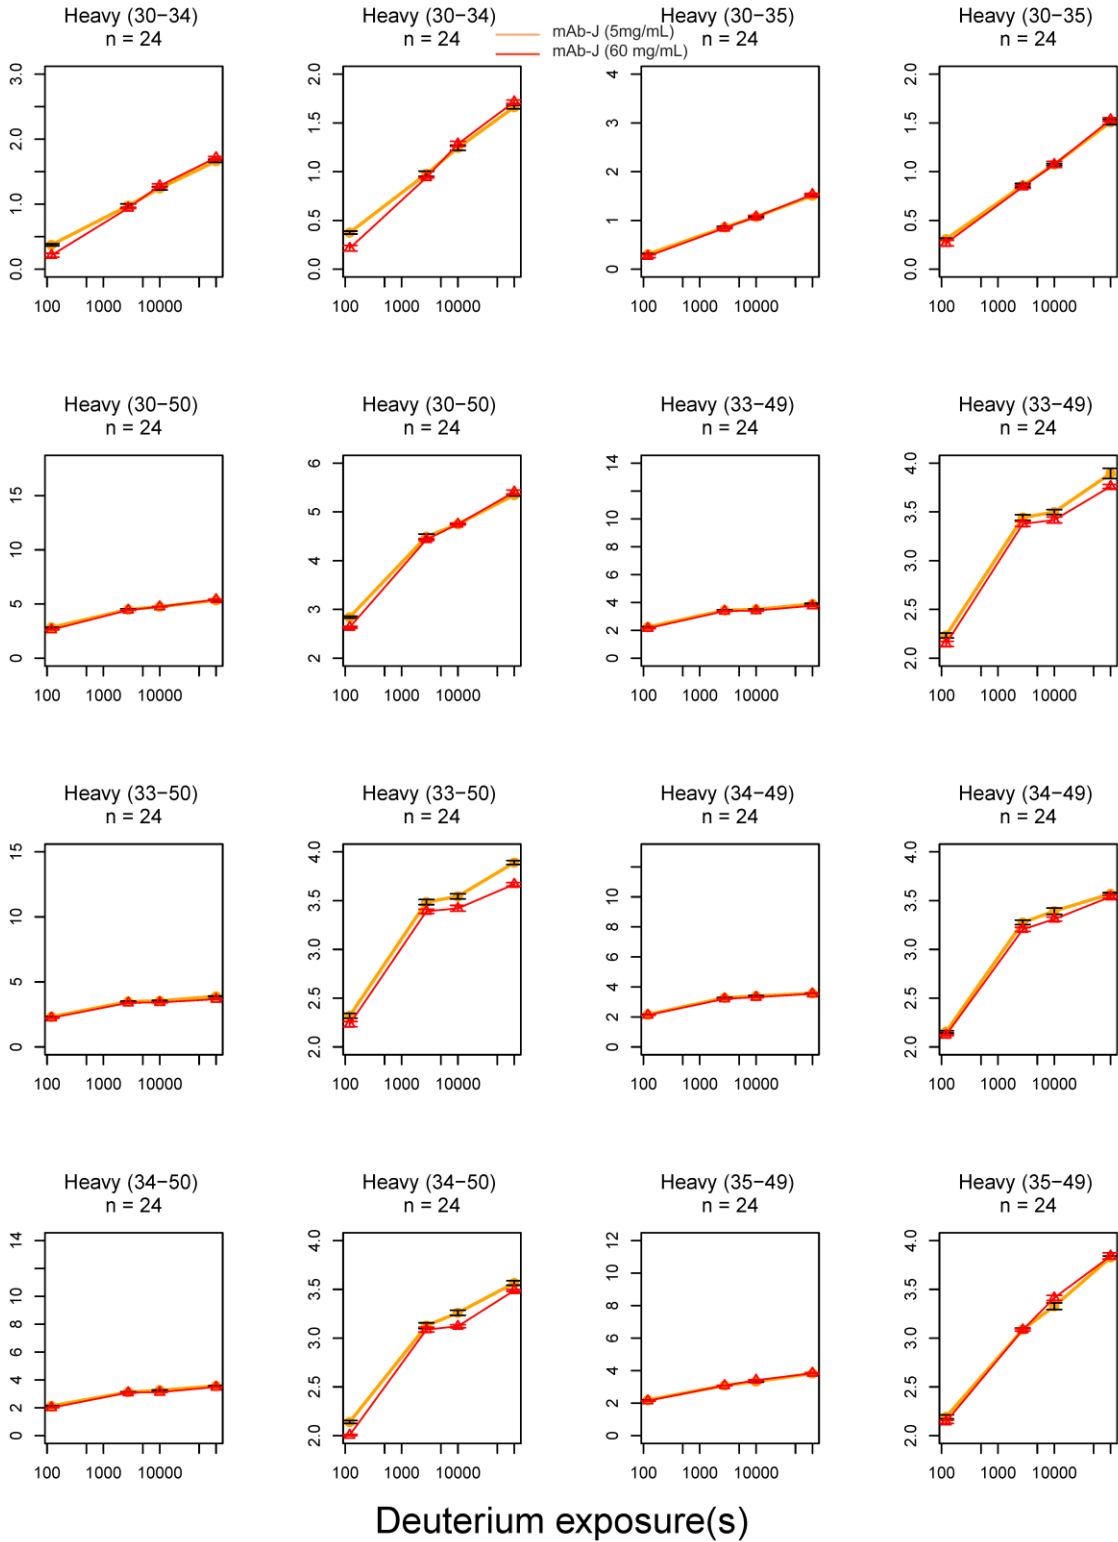 Heavy (30−34)
n = 24
Heavy (30−34)
n = 24
mAb-J (5mg/mL)
mAb-J (60 mg/mL)
Heavy (30−35)
n = 24
Heavy (30−35)
n = 24
3.0
2.0
1.0
0.0
100 1000 10000
2.0
1.5
1.0
0.5
0.0
100 1000 10000
4
3
2
1
0
100 1000 10000
2.0
1.5
1.0
0.5
0.0
100 1000 10000
Heavy (30−50)
n = 24
Heavy (30−50)
n = 24
Heavy (33−49)
n = 24
Heavy (33−49)
n = 24
15
10
5
0
100 1000 10000
6
5
4
3
2
100 1000 10000
14
12
10
8
6
4
2
0
100 1000 10000
4.0
3.5
3.0
2.5
2.0
100 1000 10000
Heavy (33−50)
n = 24
Heavy (33−50)
n = 24
Heavy (34−49)
n = 24
Heavy (34−49)
n = 24
15
10
5
0
100 1000 10000
4.0
3.5
3.0
2.5
2.0
100 1000 10000
10
8
6
4
2
0
100 1000 10000
4.0
3.5
3.0
2.5
2.0
100 1000 10000
Heavy (34−50)
n = 24
Heavy (34−50)
n = 24
Heavy (35−49)
n = 24
Heavy (35−49)
n = 24
14
10
8
6
4
2
0
100 1000 10000
4.0
3.5
3.0
2.5
2.0
100 1000 10000
12
10
8
6
4
2
0
100 1000 10000
4.0
3.5
3.0
2.5
2.0
100 1000 10000
Deuterium exposure(s)